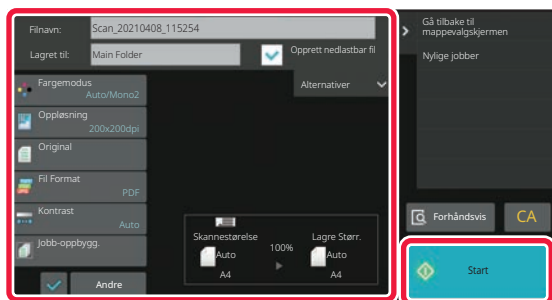 Filnavn: Scan_20210408_115254
Lagret til: Main Folder
Opprett nedlastbar fil
Alternativer
Fargemodus
Auto/Mono2
Oppløsning
200x200dpi
Original
Fil Format
PDF
Kontrast
Auto
Jobb-oppbygg.
Andre
Skannestørelse
Auto
A4
100%
Lagre Størr.
Auto
A4
Gå tilbake til
mappevalgskjermen
Nylige jobber
Forhåndsvis
CA
Start